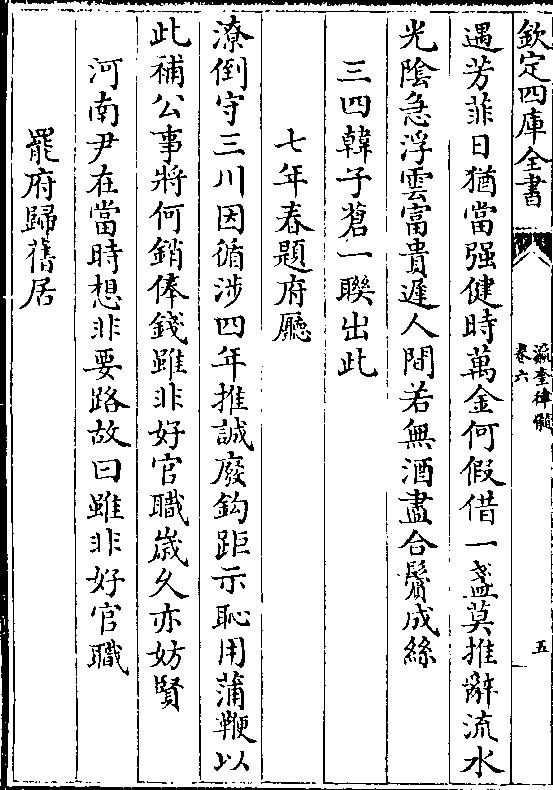 欽定四庫全書
瀛奎律髓
卷六
五
遇芳菲日猶當强健時萬金何假借一盞莫推辭流水
光陰急浮雲富貴遲人間若無酒盡合鬢成絲
三四韓子蒼一聯出此
七年春題府廳
潦倒守三川因循涉四年推誠廢鈎距示恥用蒲鞭以
此補公事將何銷俸錢雖非好官職歳久亦妨賢
河南尹在當時想非要路故曰雖非好官職
罷府歸舊居